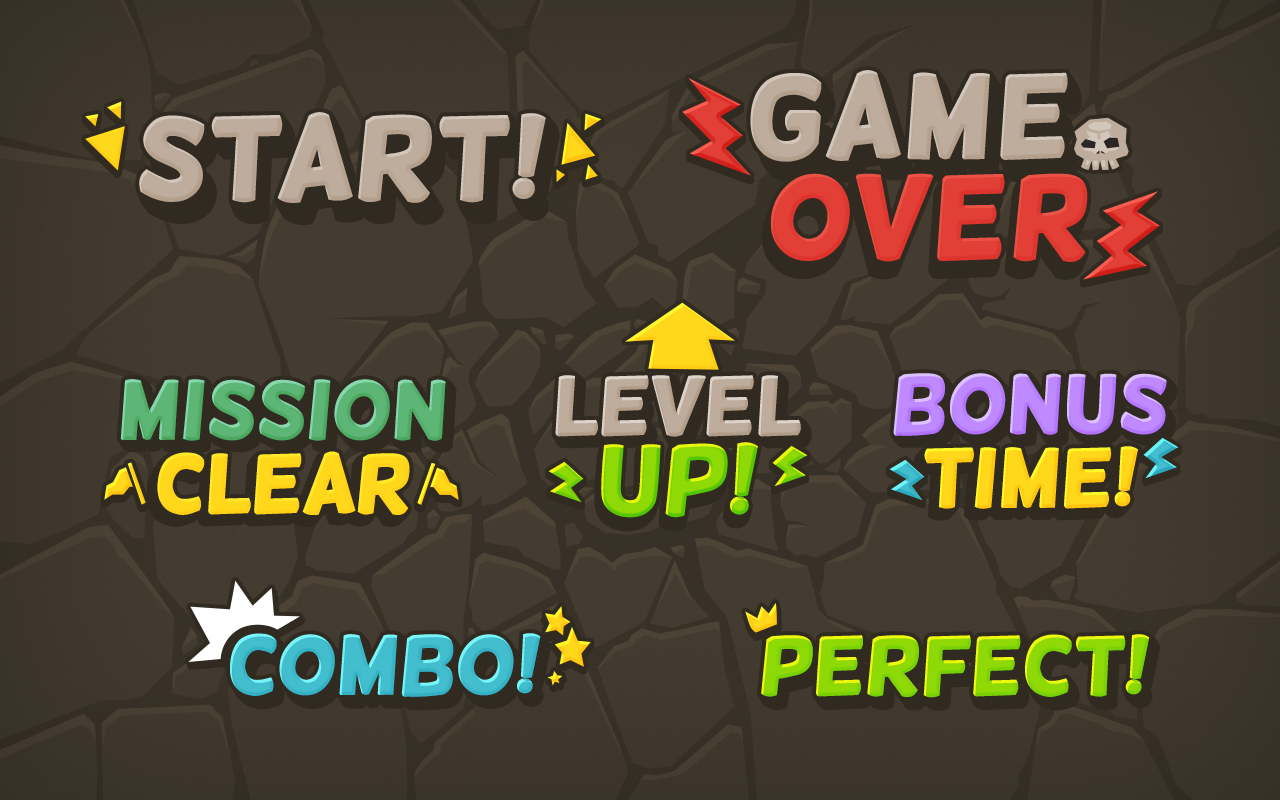 START!
GAME
OVER
MISSION
CLEAR
LEVEL
UP!
BONUS
TIME!
COMBO!
PERFECT!